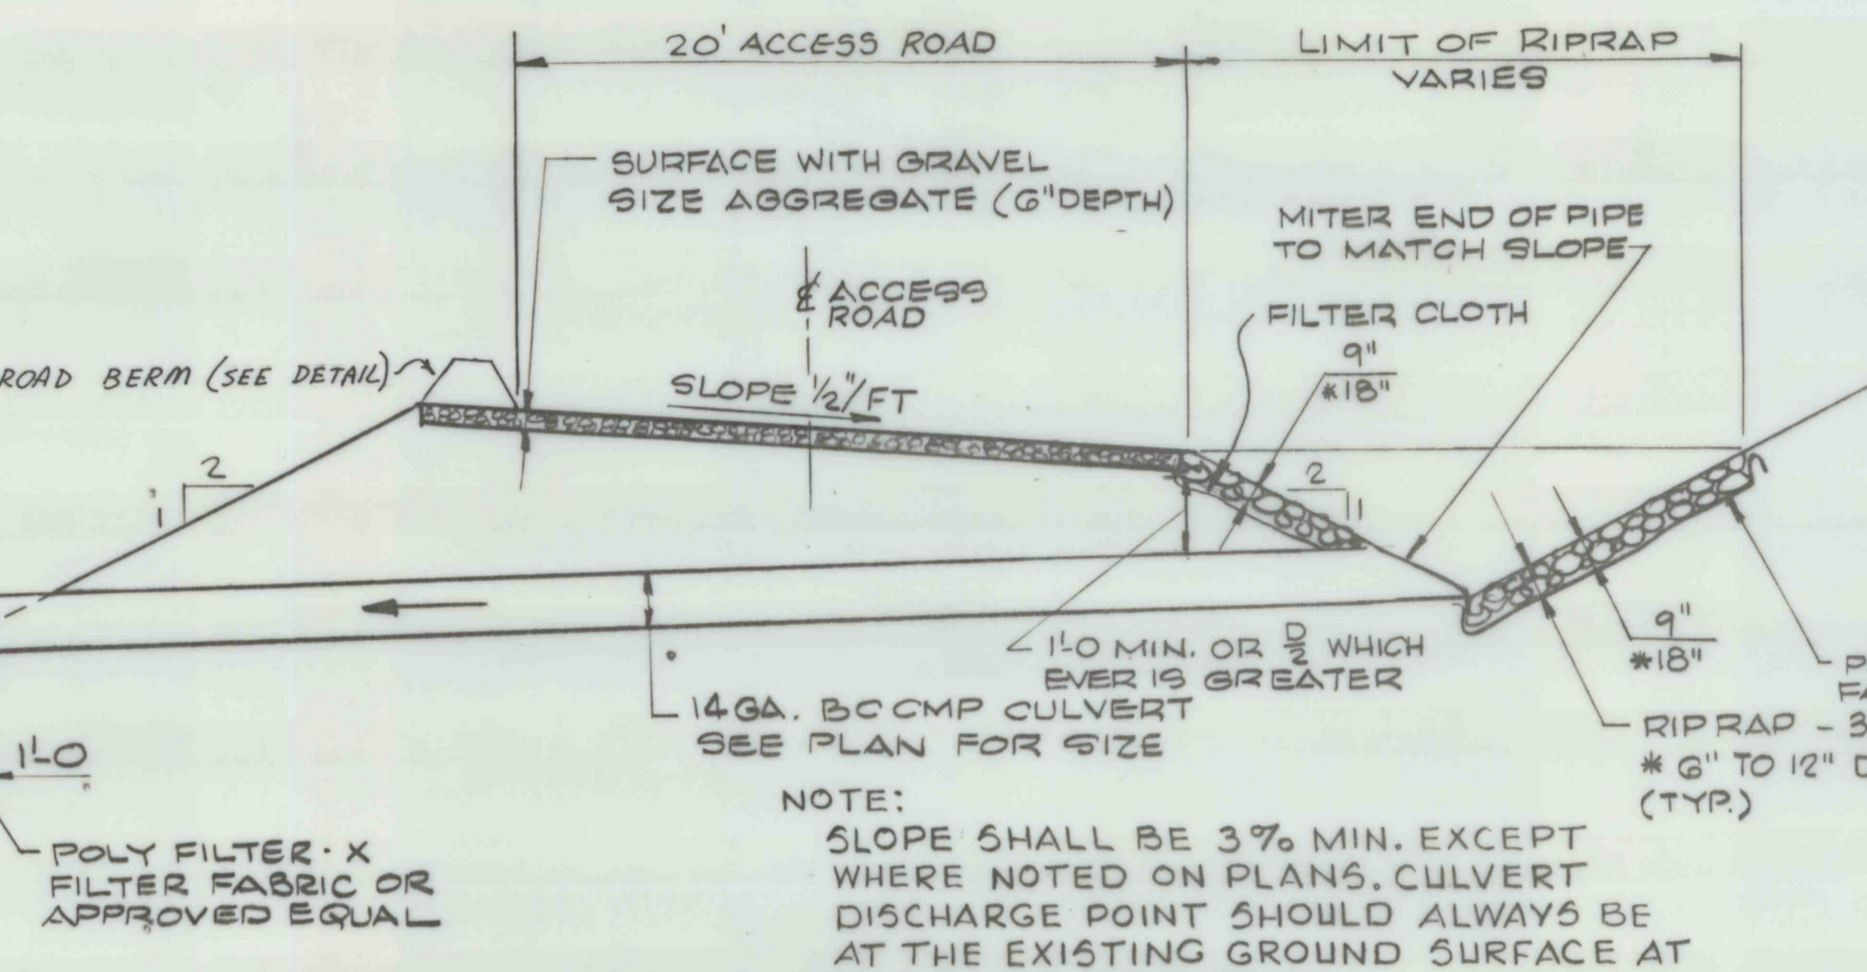 20' ACCESS ROAD
LIMIT OF RIPRAP
VARIES
SURFACE WITH GRAVEL
SIZE AGGREGATE (6" DEPTH)
MITER END OF PIPE
TO MATCH SLOPE
℄ ACCESS
ROAD
FILTER CLOTH
9"
*18"
ROAD BERM (SEE DETAIL)
SLOPE 1/2"/FT
2
1
2
1
1'-0 MIN. OR D/2 WHICH
EVER IS GREATER
9"
*18"
14 GA. BCCMP CULVERT
SEE PLAN FOR SIZE
RIPRAP - 3
* 6" TO 12"
(TYP.)
1'-0
POLY FILTER · X
FILTER FABRIC OR
APPROVED EQUAL
NOTE:
SLOPE SHALL BE 3% MIN. EXCEPT
WHERE NOTED ON PLANS. CULVERT
DISCHARGE POINT SHOULD ALWAYS BE
AT THE EXISTING GROUND SURFACE AT